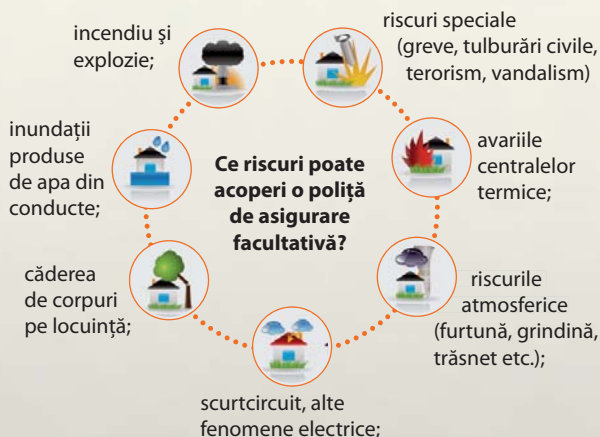 Ce riscuri poate
acoperi o poliță
de asigurare
facultativă?
incendiu şi
explozie;
riscuri speciale
(greve, tulburări civile,
terorism, vandalism)
avariile
centralelor
termice;
riscurile
atmosferice
(furtună, grindină,
trăsnet etc.);
scurtcircuit, alte
fenomene electrice;
căderea
de corpuri
pe locuință;
inundații
produse
de apa din
conducte;